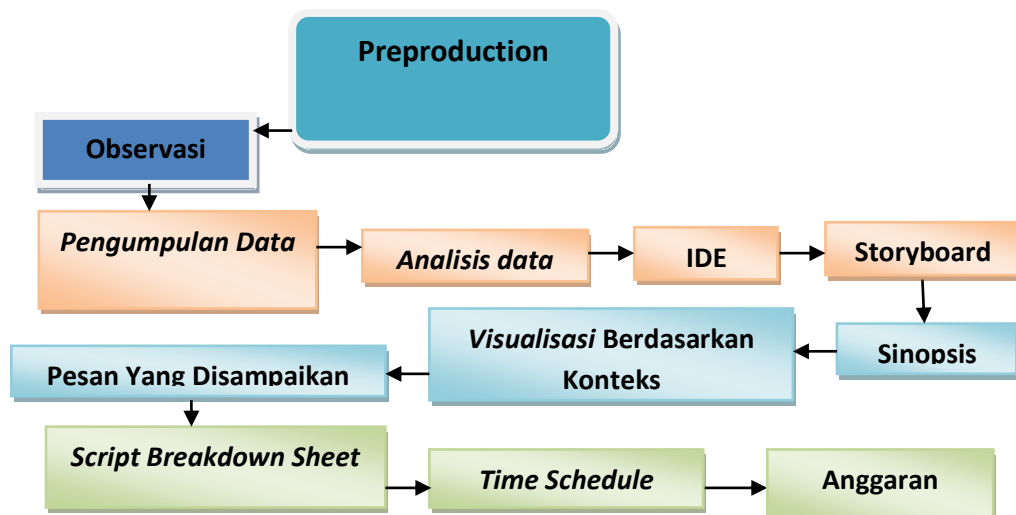 Preproduction
Observasi
Pengumpulan Data
Analisis data
IDE
Storyboard
Sinopsis
Visualisasi Berdasarkan
Konteks
Pesan Yang Disampaikan
Script Breakdown Sheet
Time Schedule
Anggaran